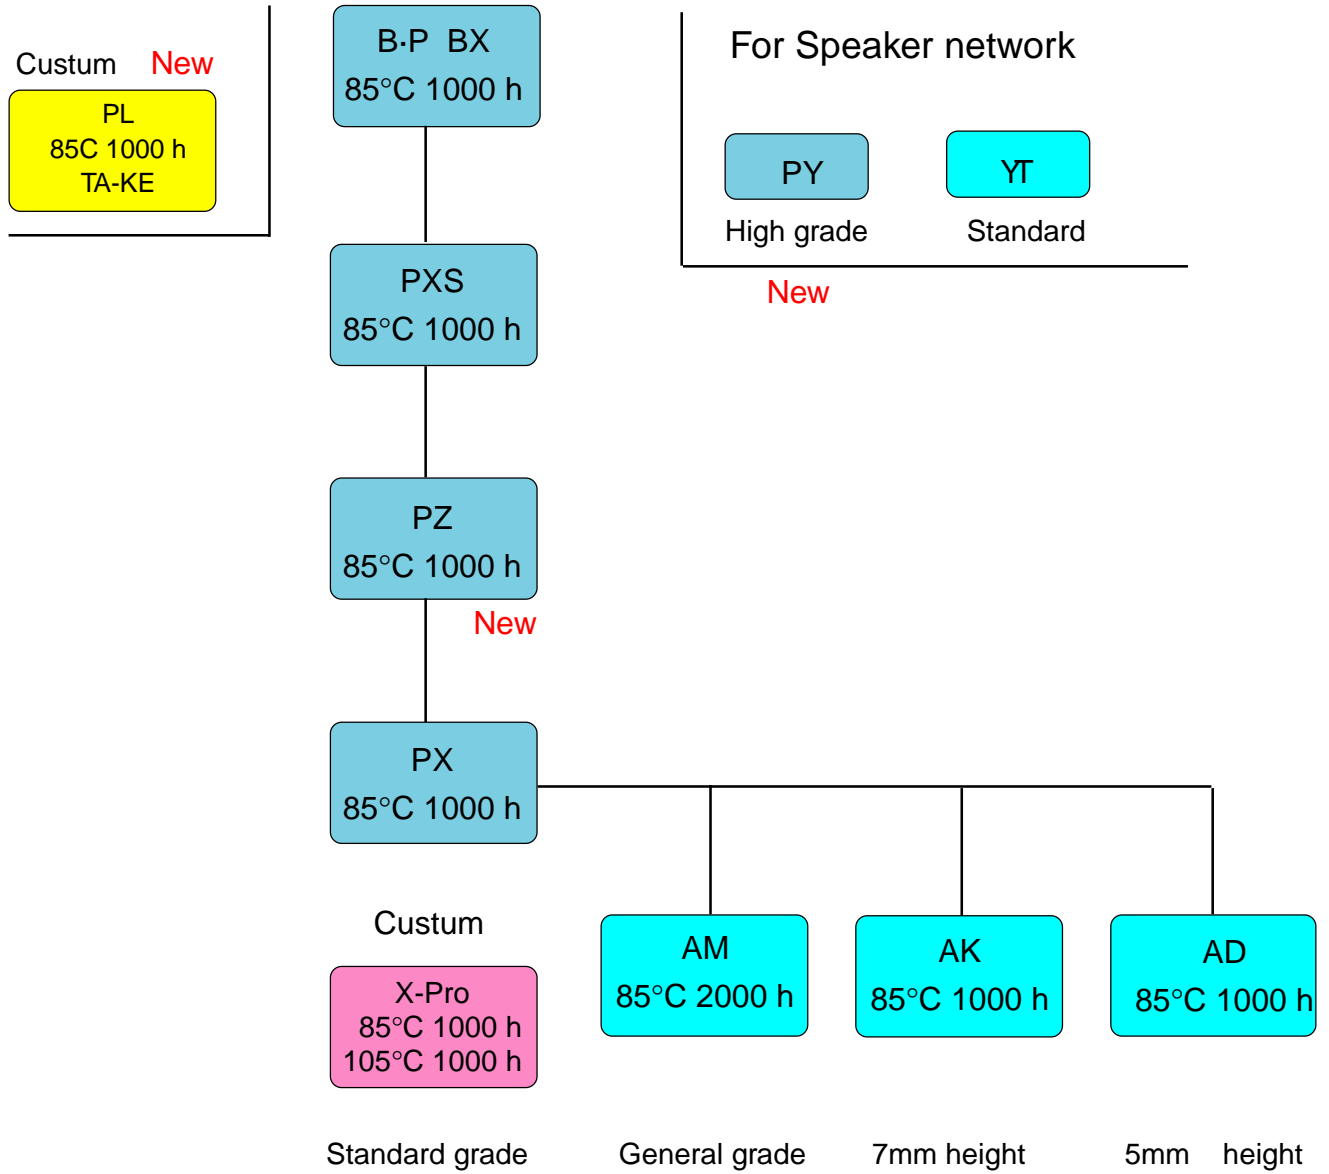 Custum New
PL
85C 1000 h
TA-KE
B·P BX
85°C 1000 h
For Speaker network
PY
YT
High grade
Standard
New
PXS
85°C 1000 h
PZ
85°C 1000 h
New
PX
85°C 1000 h
Custum
X-Pro
85°C 1000 h
105°C 1000 h
AM
85°C 2000 h
AK
85°C 1000 h
AD
85°C 1000 h
Standard grade
General grade
7mm height
5mm height